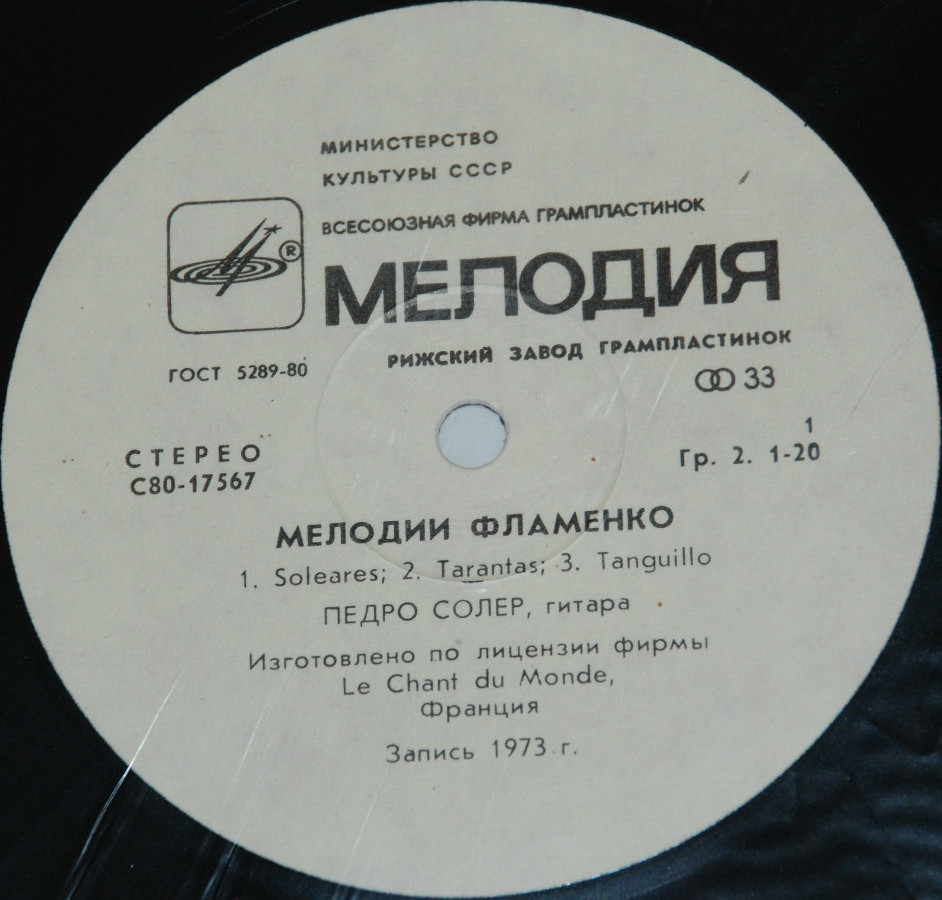 МИНИСТЕРСТВО
КУЛЬТУРЫ СССР
ВСЕСОЮЗНАЯ ФИРМА ГРАМПЛАСТИНОК
®
МЕЛОДИЯ
РИЖСКИЙ ЗАВОД ГРАМПЛАСТИНОК
ГОСТ 5289-80
33
СТЕРЕО
С80-17567
1
Гр. 2. 1-20
МЕЛОДИИ ФЛАМЕНКО
1. Soleares; 2. Tarantas; 3. Tanguillo
ПЕДРО СОЛЕР, гитара
Изготовлено по лицензии фирмы
Le Chant du Monde,
Франция
Запись 1973 г.